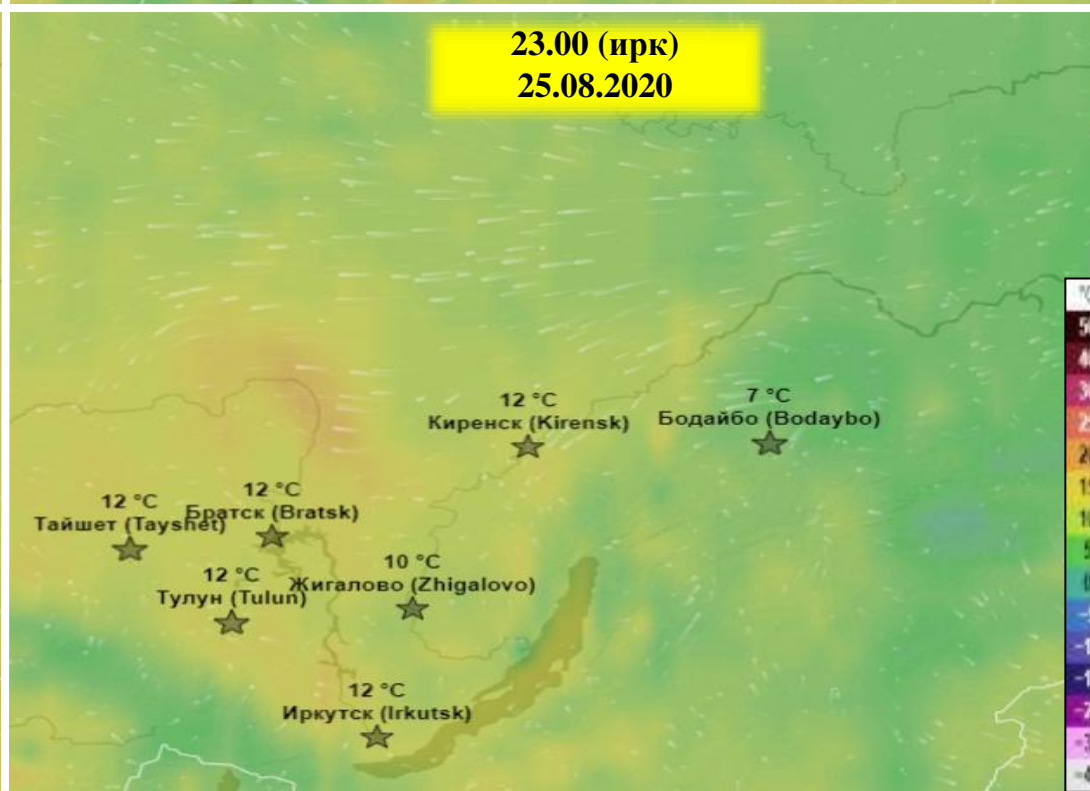 23.00 (ирк)
25.08.2020
12 °C
Киренск (Kirensk)
7 °C
Бодайбо (Bodaybo)
12 °C
Тайшет (Tayshet)
12 °C
Братск (Bratsk)
12 °C
Тулун (Tulun)
10 °C
Жигалово (Zhigalovo)
12 °C
Иркутск (Irkutsk)